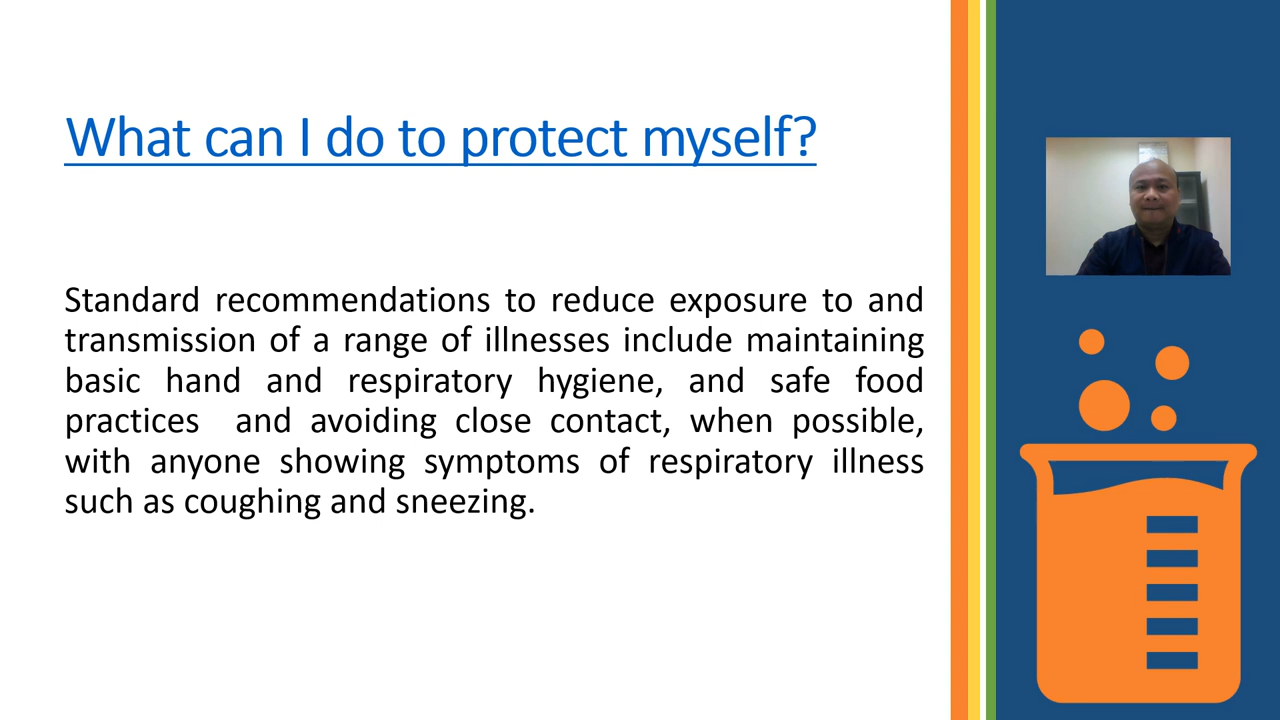 What can I do to protect myself?
Standard recommendations to reduce exposure to and
transmission of a range of illnesses include maintaining
basic hand and respiratory hygiene, and safe food
practices and avoiding close contact, when possible,
with anyone showing symptoms of respiratory illness
such as coughing and sneezing.